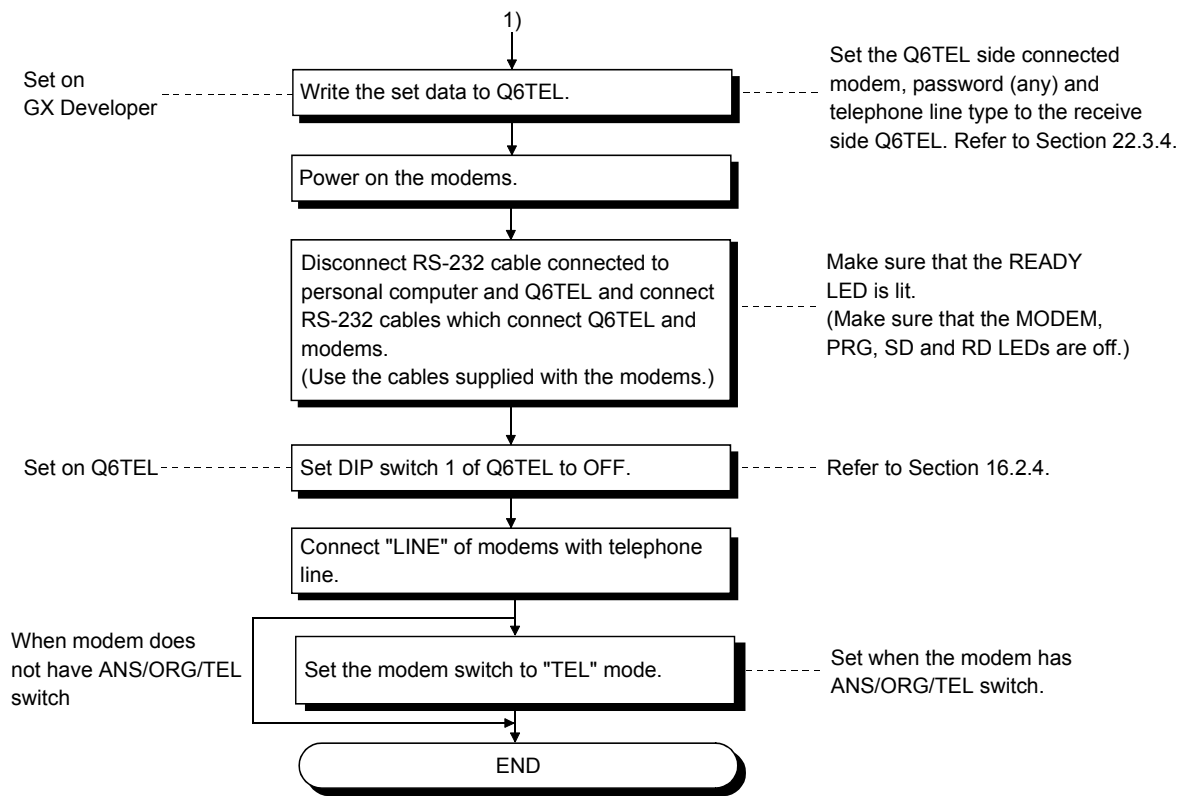 1)
Set on
GX Developer
Write the set data to Q6TEL.
Set the Q6TEL side connected
modem, password (any) and
telephone line type to the receive
side Q6TEL. Refer to Section 22.3.4.
Power on the modems.
Disconnect RS-232 cable connected to
personal computer and Q6TEL and connect
RS-232 cables which connect Q6TEL and
modems.
(Use the cables supplied with the modems.)
Make sure that the READY
LED is lit.
(Make sure that the MODEM,
PRG, SD and RD LEDs are off.)
Set on Q6TEL
Set DIP switch 1 of Q6TEL to OFF.
Refer to Section 16.2.4.
Connect "LINE" of modems with telephone
line.
When modem does
not have ANS/ORG/TEL
switch
Set the modem switch to "TEL" mode.
Set when the modem has
ANS/ORG/TEL switch.
END